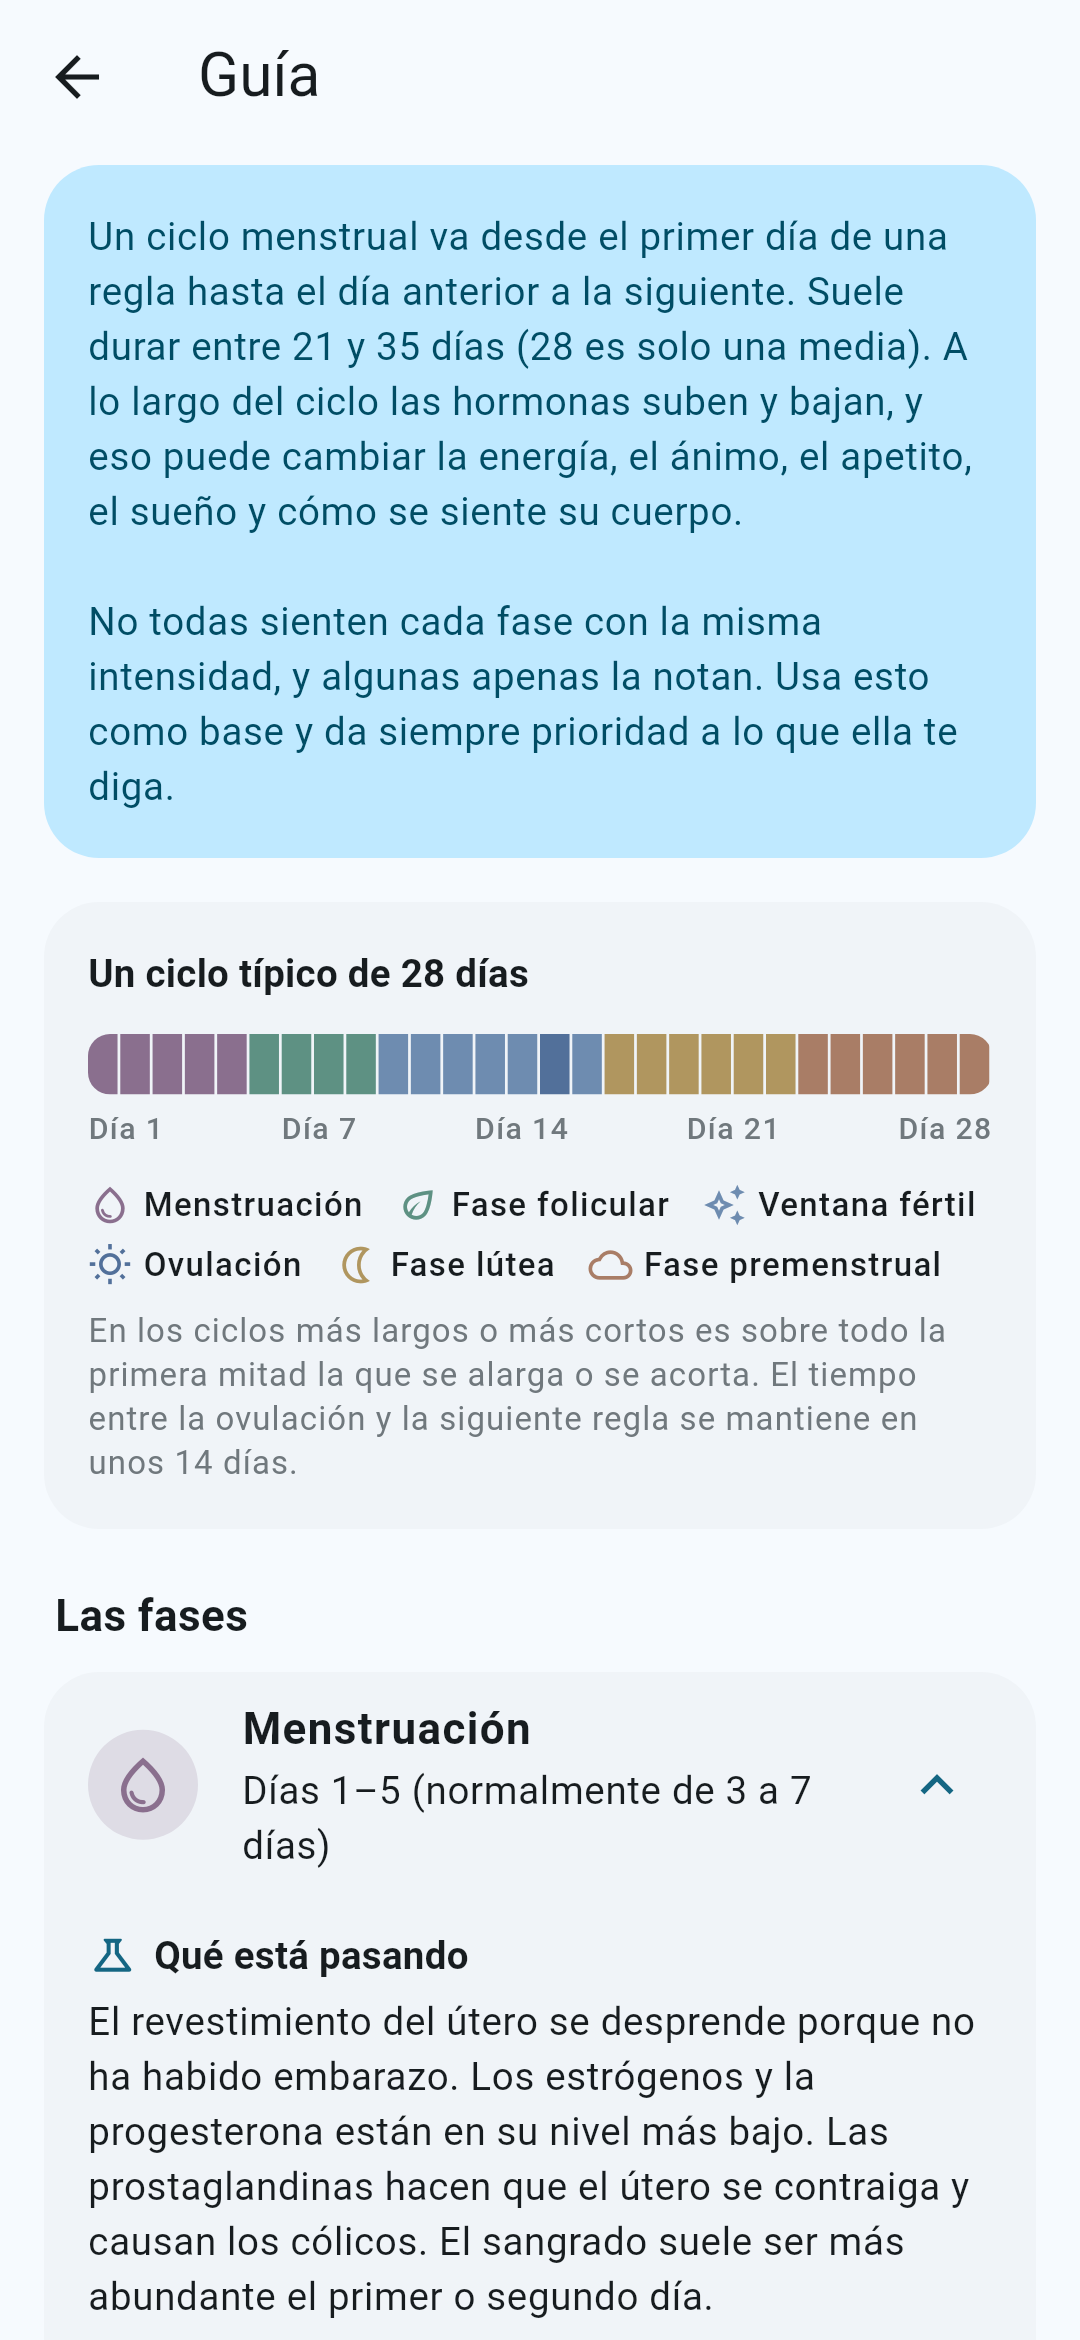 Guía
Un ciclo menstrual va desde el primer día de una
regla hasta el día anterior a la siguiente. Suele
durar entre 21 y 35 días (28 es solo una media). A
lo largo del ciclo las hormonas suben y bajan, y
eso puede cambiar la energía, el ánimo, el apetito,
el sueño y cómo se siente su cuerpo.
No todas sienten cada fase con la misma
intensidad, y algunas apenas la notan. Usa esto
como base y da siempre prioridad a lo que ella te
diga.
Un ciclo típico de 28 días
Día 1 Día 7 Día 14 Día 21 Día 28
Menstruación Fase folicular Ventana fértil
Ovulación Fase lútea Fase premenstrual
En los ciclos más largos o más cortos es sobre todo la
primera mitad la que se alarga o se acorta. El tiempo
entre la ovulación y la siguiente regla se mantiene en
unos 14 días.
Las fases
Menstruación
Días 1–5 (normalmente de 3 a 7
días)
Qué está pasando
El revestimiento del útero se desprende porque no
ha habido embarazo. Los estrógenos y la
progesterona están en su nivel más bajo. Las
prostaglandinas hacen que el útero se contraiga y
causan los cólicos. El sangrado suele ser más
abundante el primer o segundo día.